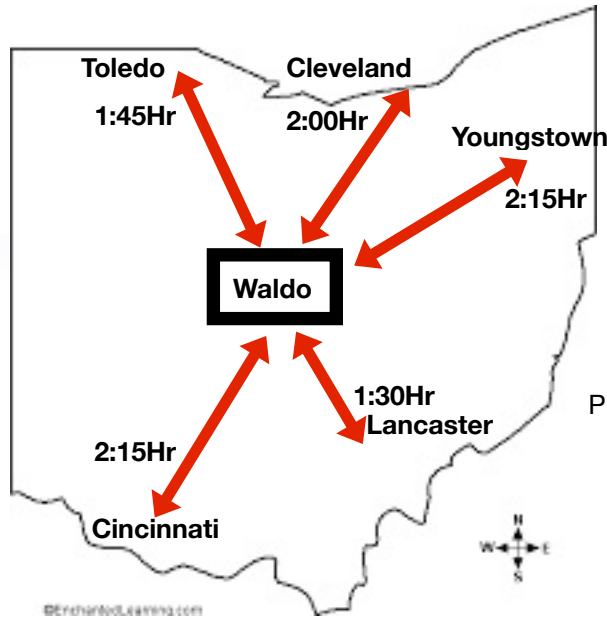 Toledo
1:45Hr
Cleveland
2:00Hr
Youngstown
2:15Hr
Waldo
1:30Hr
Lancaster
P
2:15Hr
Cincinnati
N
W
E
S
©EnchantedLearning.com